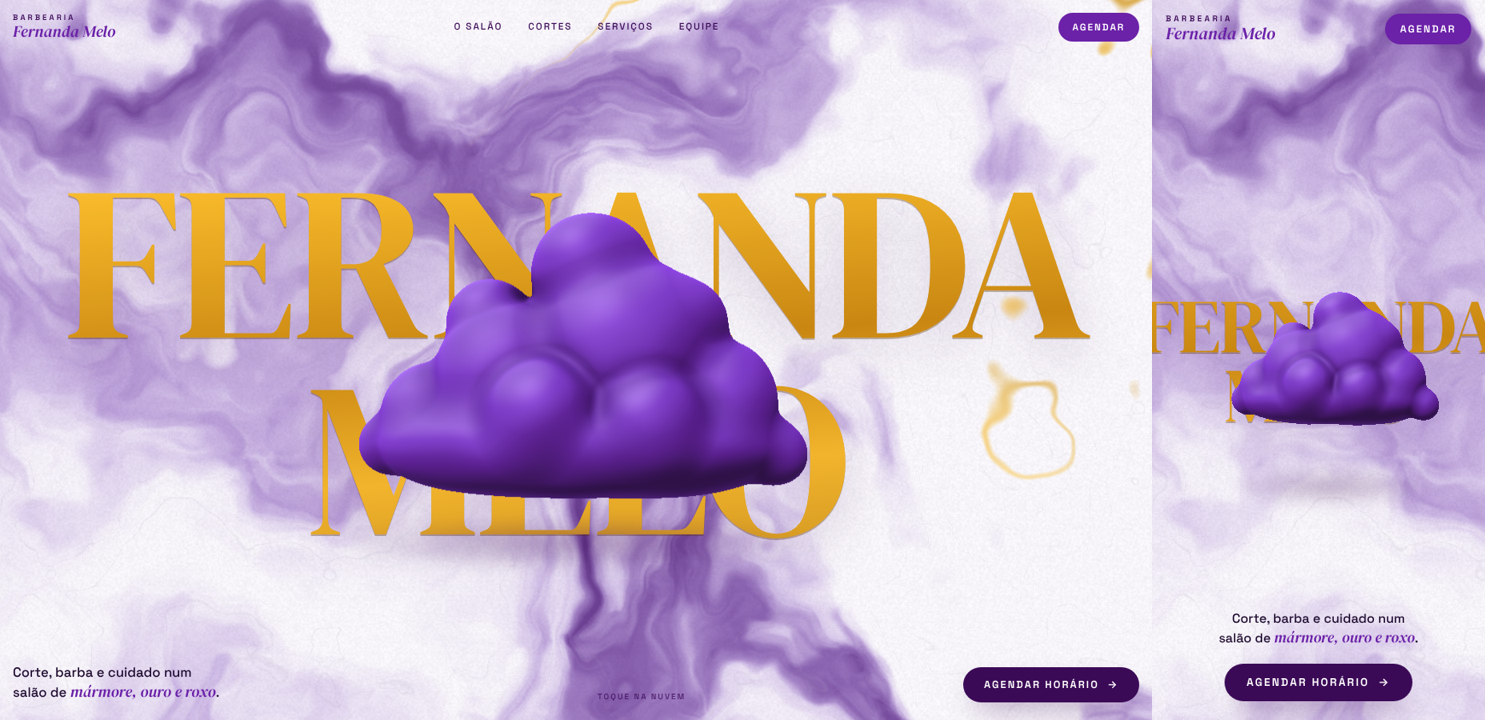 BARBEARIA
Fernanda Melo
O SALÃO CORTES SERVIÇOS EQUIPE
AGENDAR
FERNANDA
MELO
Corte, barba e cuidado num
salão de mármore, ouro e roxo.
TOQUE NA NUVEM
AGENDAR HORÁRIO →
BARBEARIA
Fernanda Melo
AGENDAR
FERNANDA
Corte, barba e cuidado num
salão de mármore, ouro e roxo.
AGENDAR HORÁRIO →